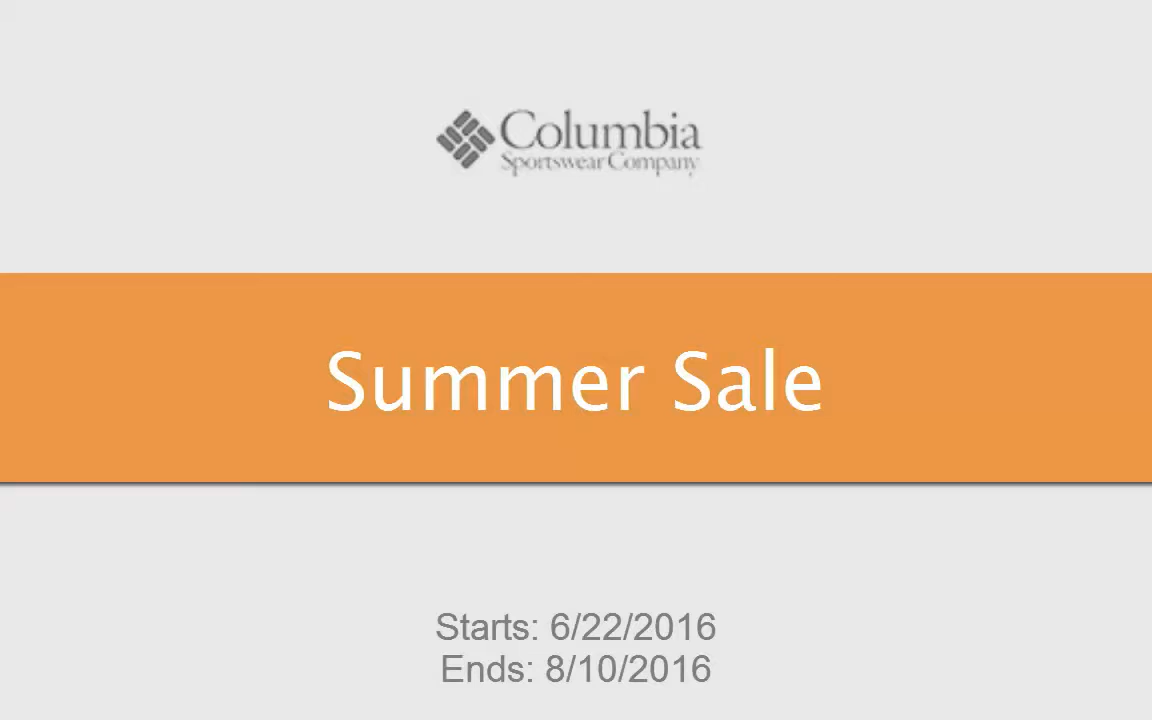 Columbia
Sportswear Company
Summer Sale
Starts: 6/22/2016
Ends: 8/10/2016